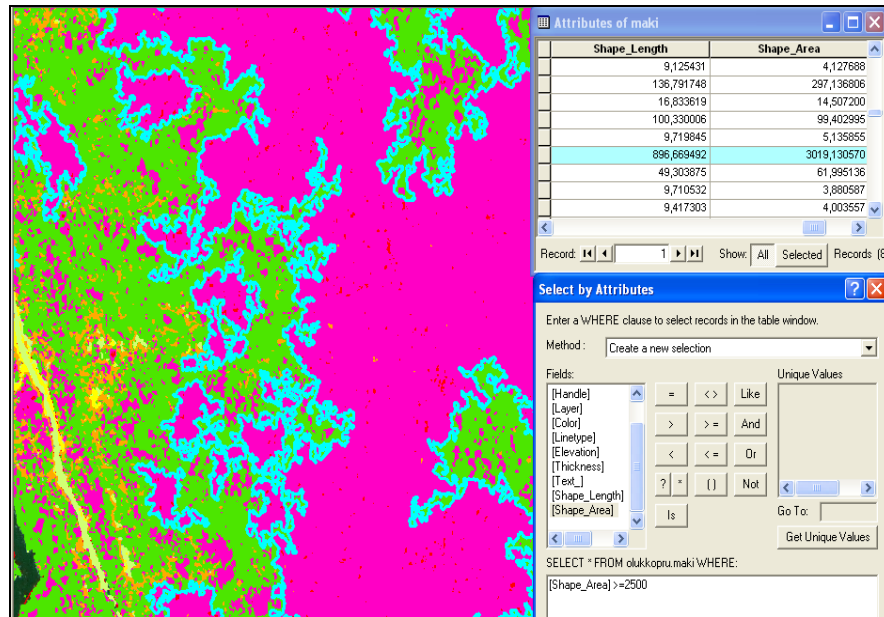 Attributes of maki
Shape_Length Shape_Area
9,125431 4,127688
136,791748 297,136806
16,833619 14,507200
100,330006 99,402995
9,719845 5,135855
896,669492 3019,130570
49,303875 61,995136
9,710532 3,880587
9,417303 4,003557
Record: 1 Show: All Selected Records (8
Select by Attributes
Enter a WHERE clause to select records in the table window.
Method : Create a new selection
Fields: Unique Values
[Handle] = <> Like
[Layer]
[Color] > >= And
[Linetype]
[Elevation] < <= Or
[Thickness]
[Text_] ? * () Not
[Shape_Length]
[Shape_Area] Is Go To:
Get Unique Values
SELECT * FROM olukkopru.maki WHERE:
[Shape_Area] >=2500